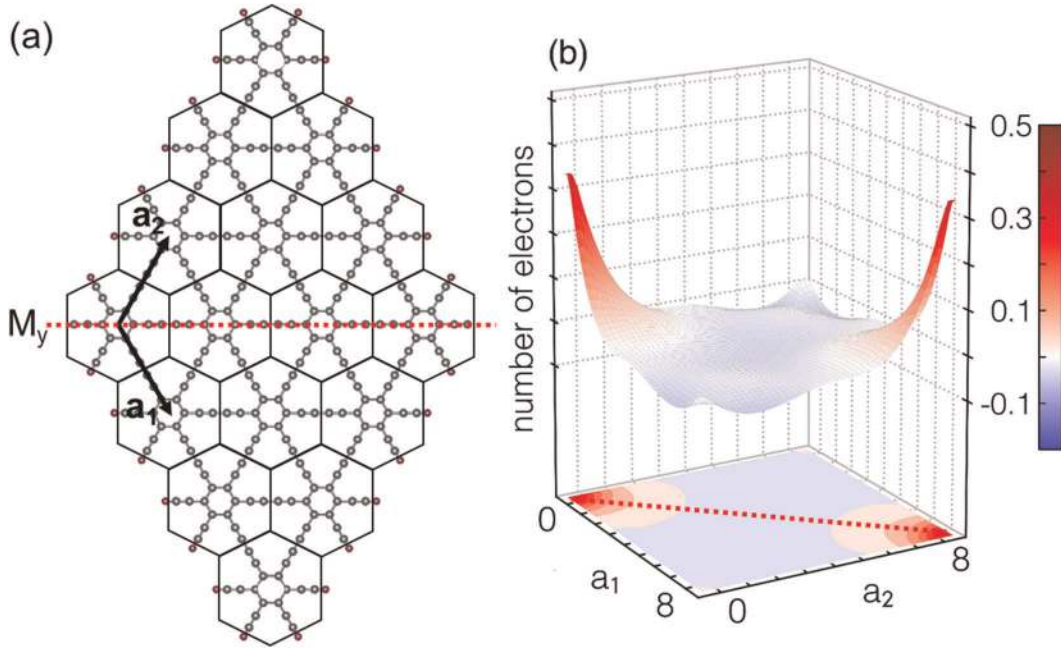 (a)
a₂
M_y
a₁
(b)
number of electrons
0.5
0.3
0.1
-0.1
0
a₁
8
0
a₂
8